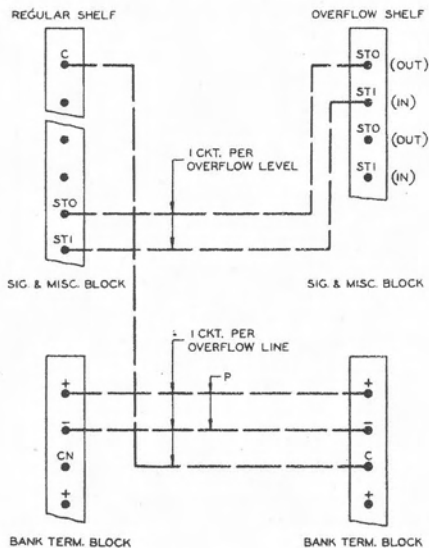 REGULAR SHELF
OVERFLOW SHELF
C
STO
(OUT)
STI
(IN)
STO
(OUT)
1 CKT. PER
OVERFLOW LEVEL
STI
(IN)
STO
STI
SIG. & MISC. BLOCK
SIG. & MISC. BLOCK
1 CKT. PER
OVERFLOW LINE
P
+
+
–
–
CN
C
+
+
BANK TERM. BLOCK
BANK TERM. BLOCK